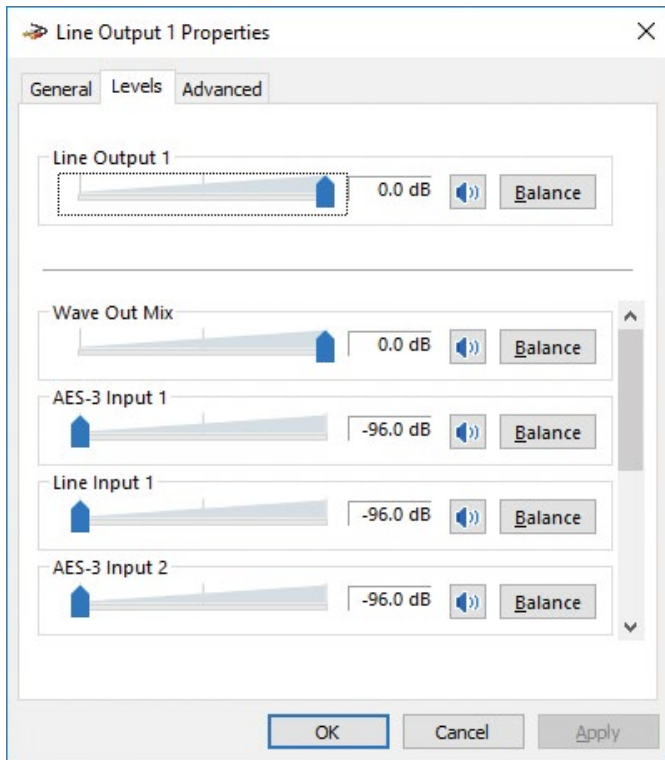 Line Output 1 Properties
General Levels Advanced
Line Output 1
0.0 dB Balance
Wave Out Mix
0.0 dB Balance
AES-3 Input 1
-96.0 dB Balance
Line Input 1
-96.0 dB Balance
AES-3 Input 2
-96.0 dB Balance
OK Cancel Apply